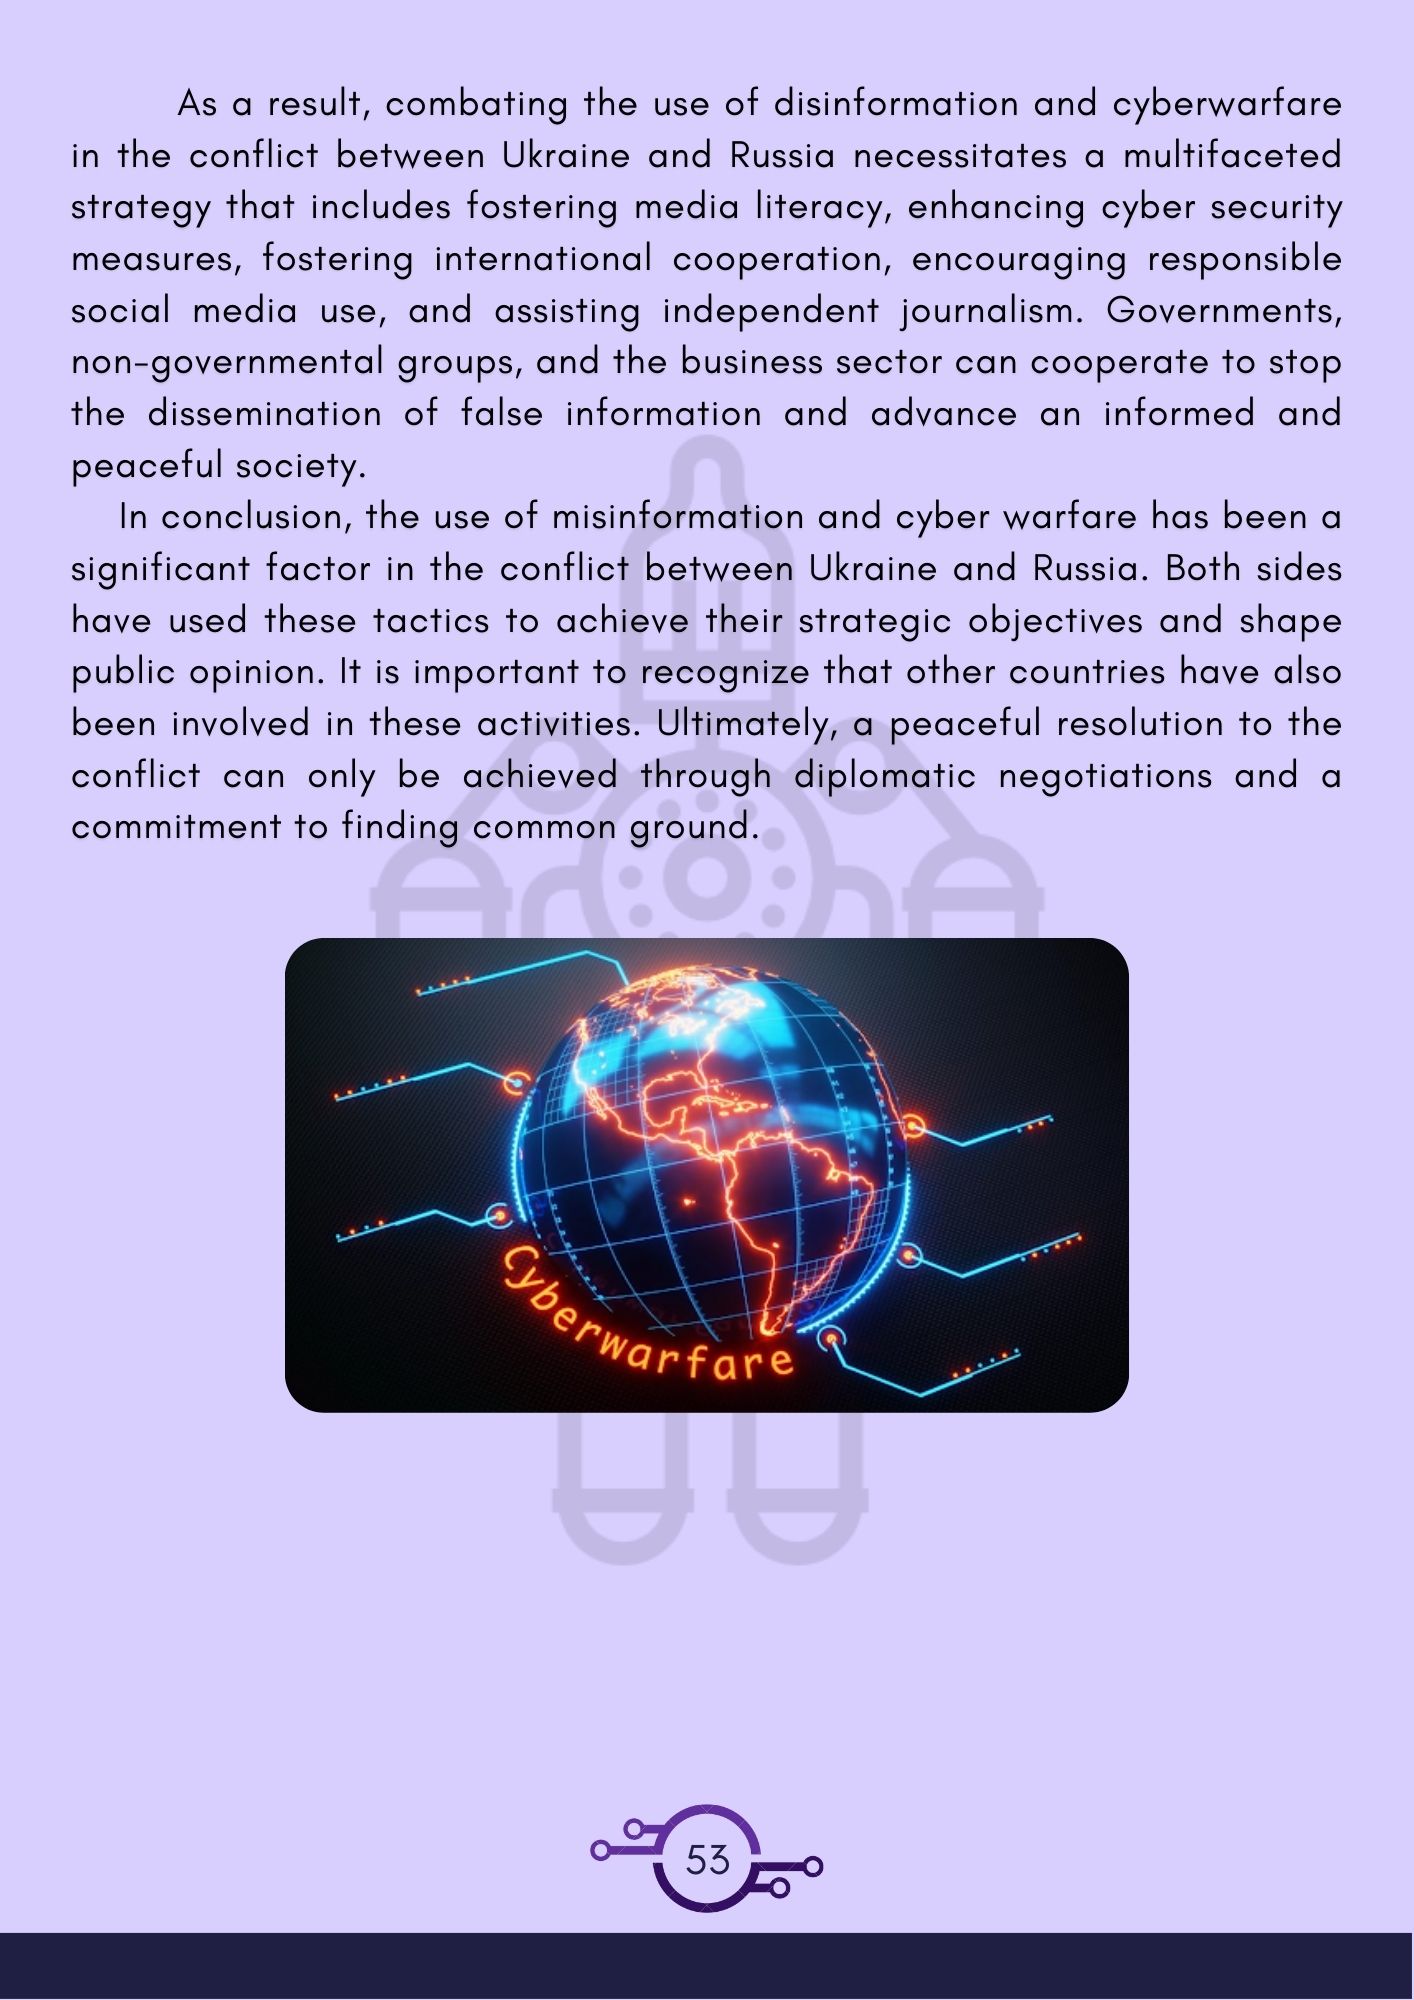 As a result, combating the use of disinformation and cyberwarfare
in the conflict between Ukraine and Russia necessitates a multifaceted
strategy that includes fostering media literacy, enhancing cyber security
measures, fostering international cooperation, encouraging responsible
social media use, and assisting independent journalism. Governments,
non-governmental groups, and the business sector can cooperate to stop
the dissemination of false information and advance an informed and
peaceful society.
In conclusion, the use of misinformation and cyber warfare has been a
significant factor in the conflict between Ukraine and Russia. Both sides
have used these tactics to achieve their strategic objectives and shape
public opinion. It is important to recognize that other countries have also
been involved in these activities. Ultimately, a peaceful resolution to the
conflict can only be achieved through diplomatic negotiations and a
commitment to finding common ground.
Cyberwarfare
53